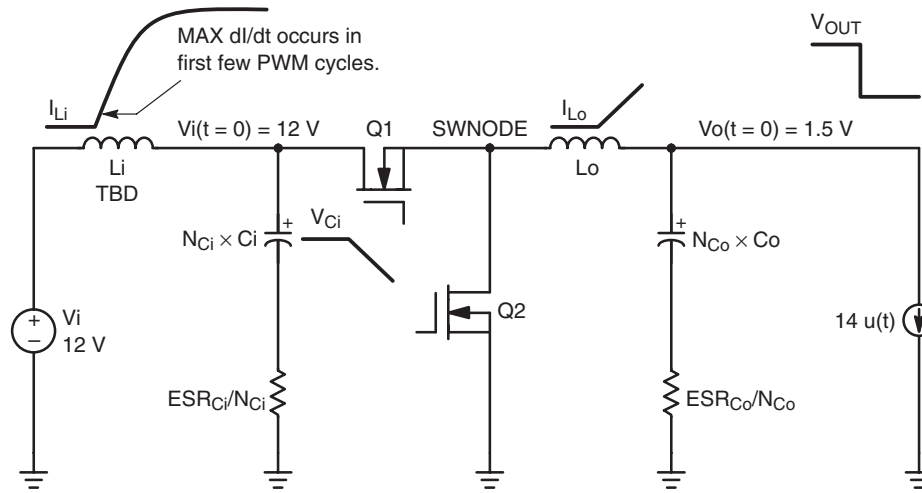 MAX dI/dt occurs in
first few PWM cycles.
V_OUT
I_Li
Vi(t = 0) = 12 V
Q1
SWNODE
I_Lo
Vo(t = 0) = 1.5 V
Li
TBD
Lo
V_Ci
N_Ci × Ci
+
N_Co × Co
+
Q2
+
−
Vi
12 V
14 u(t)
ESR_Ci/N_Ci
ESR_Co/N_Co